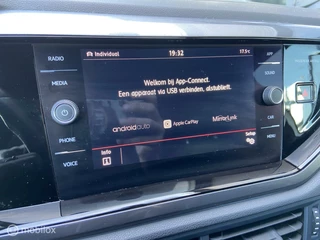 RADIO
Individual
19:32
17.5°C
APP
MEDIA
SOUND
Welkom bij App-Connect.
Een apparaat via USB verbinden, alstublieft.
androidauto
Apple CarPlay
MirrorLink
PHONE
CAR
VOICE
Info
Setup
MENU
© mobilox